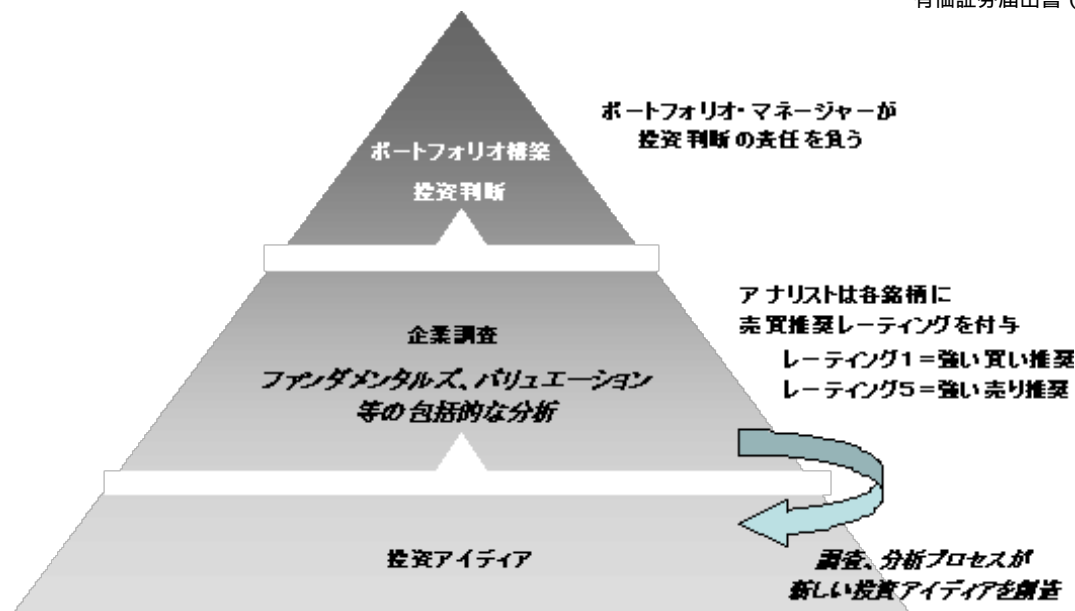 有価証券届出書（
ポートフォリオ・マネージャーが
投資判断の責任を負う
ポートフォリオ構築
投資判断
アナリストは各銘柄に
売買推奨レーティングを付与
レーティング1＝強い買い推奨
レーティング5＝強い売り推奨
企業調査
ファンダメンタルズ、バリュエーション
等の包括的な分析
投資アイディア
調査、分析プロセスが
新しい投資アイディアを創造